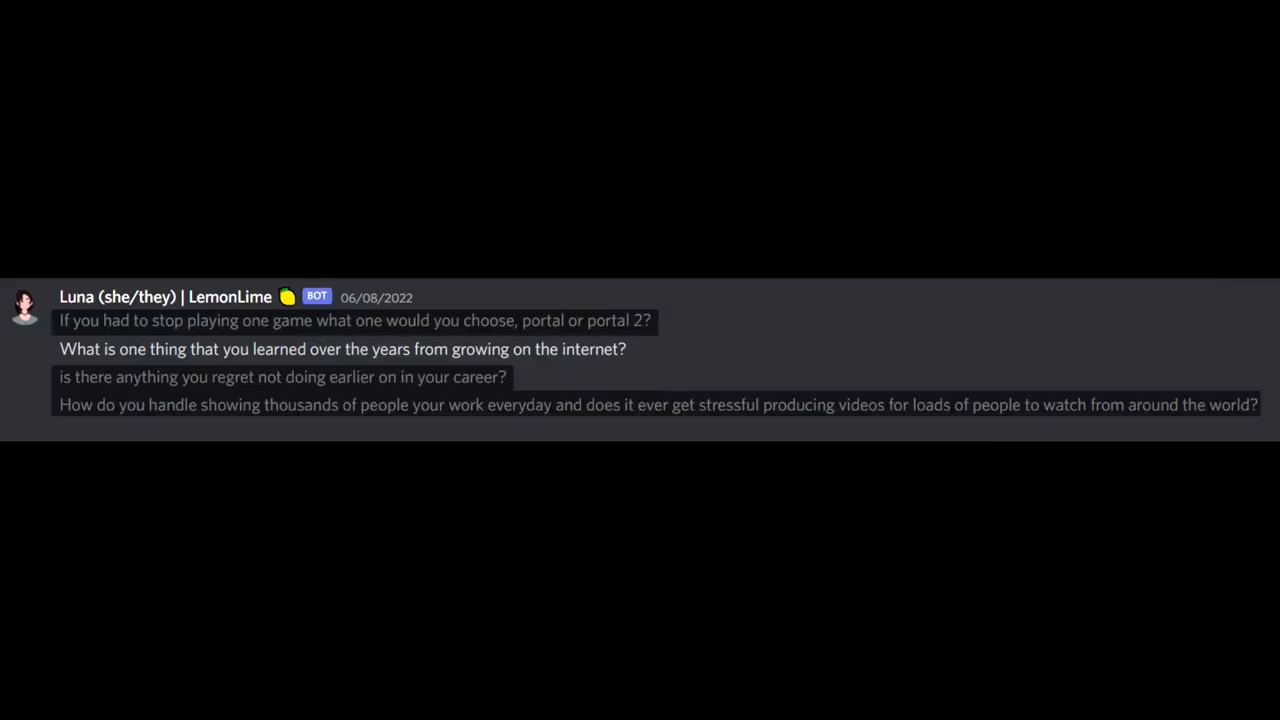 Luna (she/they) | LemonLime 🍋 BOT 06/08/2022
If you had to stop playing one game what one would you choose, portal or portal 2?
What is one thing that you learned over the years from growing on the internet?
is there anything you regret not doing earlier on in your career?
How do you handle showing thousands of people your work everyday and does it ever get stressful producing videos for loads of people to watch from around the world?